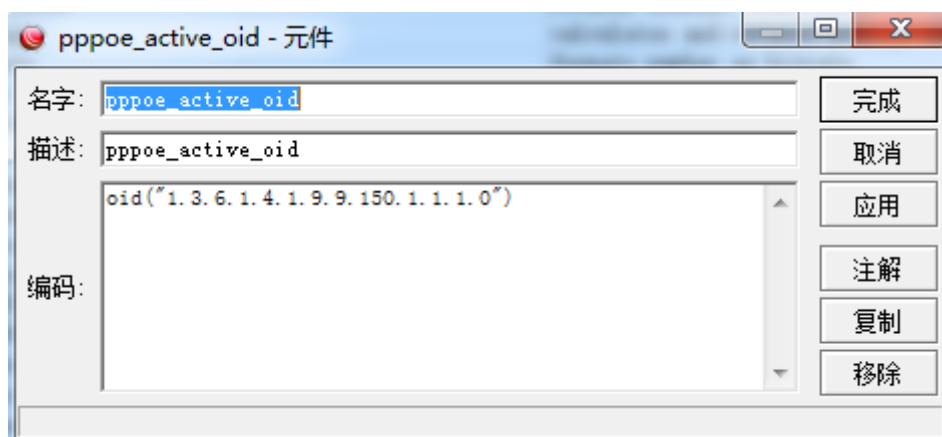 pppoe_active_oid - 元件
名字: pppoe_active_oid
完成
描述: pppoe_active_oid
取消
oid("1.3.6.1.4.1.9.9.150.1.1.1.0")
应用
编码:
注解
复制
移除